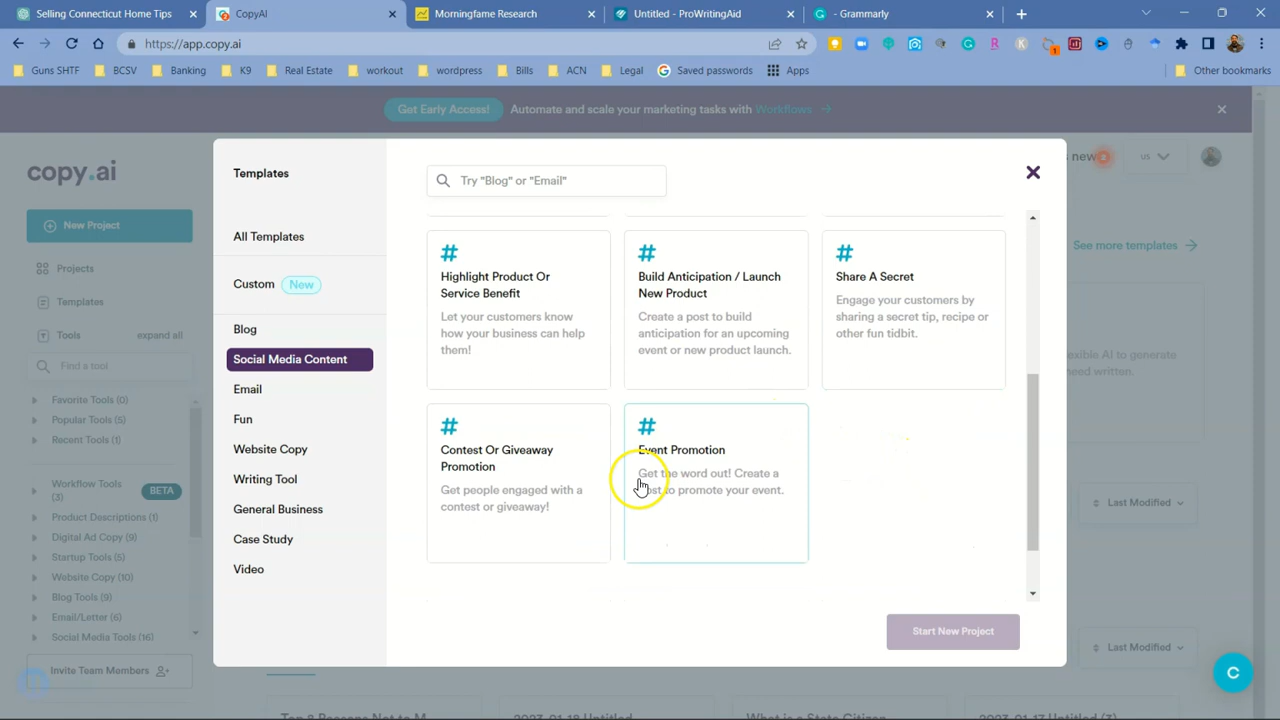 Selling Connecticut Home Tips
CopyAI
Morningfame Research
Untitled - ProWritingAid
- Grammarly
https://app.copy.ai
Guns SHTF
BCSV
Banking
K9
Real Estate
workout
wordpress
Bills
ACN
Legal
Saved passwords
Apps
Other bookmarks
Get Early Access! Automate and scale your marketing tasks with Workflows →
copy.ai
New Project
Projects
Templates
Tools expand all
Find a tool
Favorite Tools (0)
Popular Tools (5)
Recent Tools (1)
Workflow Tools
(3)
BETA
Product Descriptions (1)
Digital Ad Copy (9)
Startup Tools (5)
Website Copy (10)
Blog Tools (9)
Email/Letter (6)
Social Media Tools (16)
Invite Team Members
Templates
All Templates
Custom New
Blog
Social Media Content
Email
Fun
Website Copy
Writing Tool
General Business
Case Study
Video
Try "Blog" or "Email"
#
Highlight Product Or
Service Benefit
Let your customers know
how your business can help
them!
#
Build Anticipation / Launch
New Product
Create a post to build
anticipation for an upcoming
event or new product launch.
#
Share A Secret
Engage your customers by
sharing a secret tip, recipe or
other fun tidbit.
#
Contest Or Giveaway
Promotion
Get people engaged with a
contest or giveaway!
#
Event Promotion
Get the word out! Create a
post to promote your event.
Start New Project
new
2
US
See more templates →
exible AI to generate
need written.
Last Modified
Last Modified
C
Top 8 Reasons Not to M
2023-01-18 Untitled
What is a State Citizen
2023-01-17 Untitled (3)